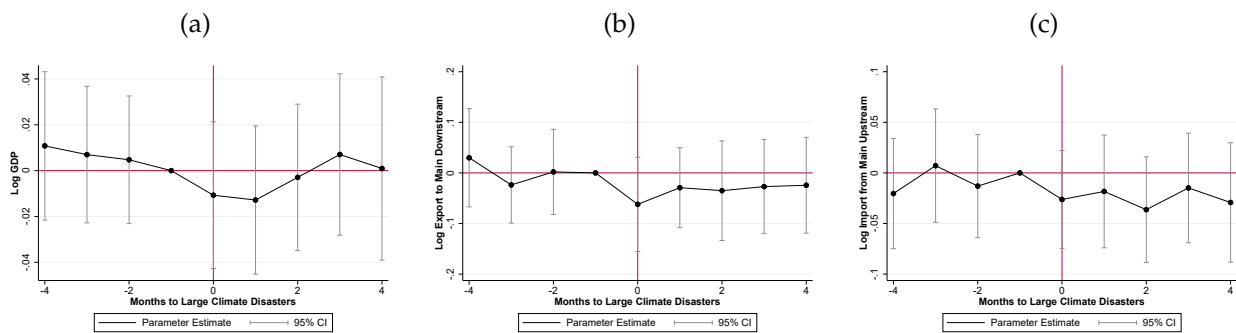 (a)
.04
.02
0
-.02
-.04
Log GDP
-4
-2
0
2
4
Months to Large Climate Disasters
Parameter Estimate
95% CI
(b)
.2
.1
0
-.1
-.2
Log Export to Main Downstream
-4
-2
0
2
4
Months to Large Climate Disasters
Parameter Estimate
95% CI
(c)
.1
.05
0
-.05
-.1
Log Import from Main Upstream
-4
-2
0
2
4
Months to Large Climate Disasters
Parameter Estimate
95% CI